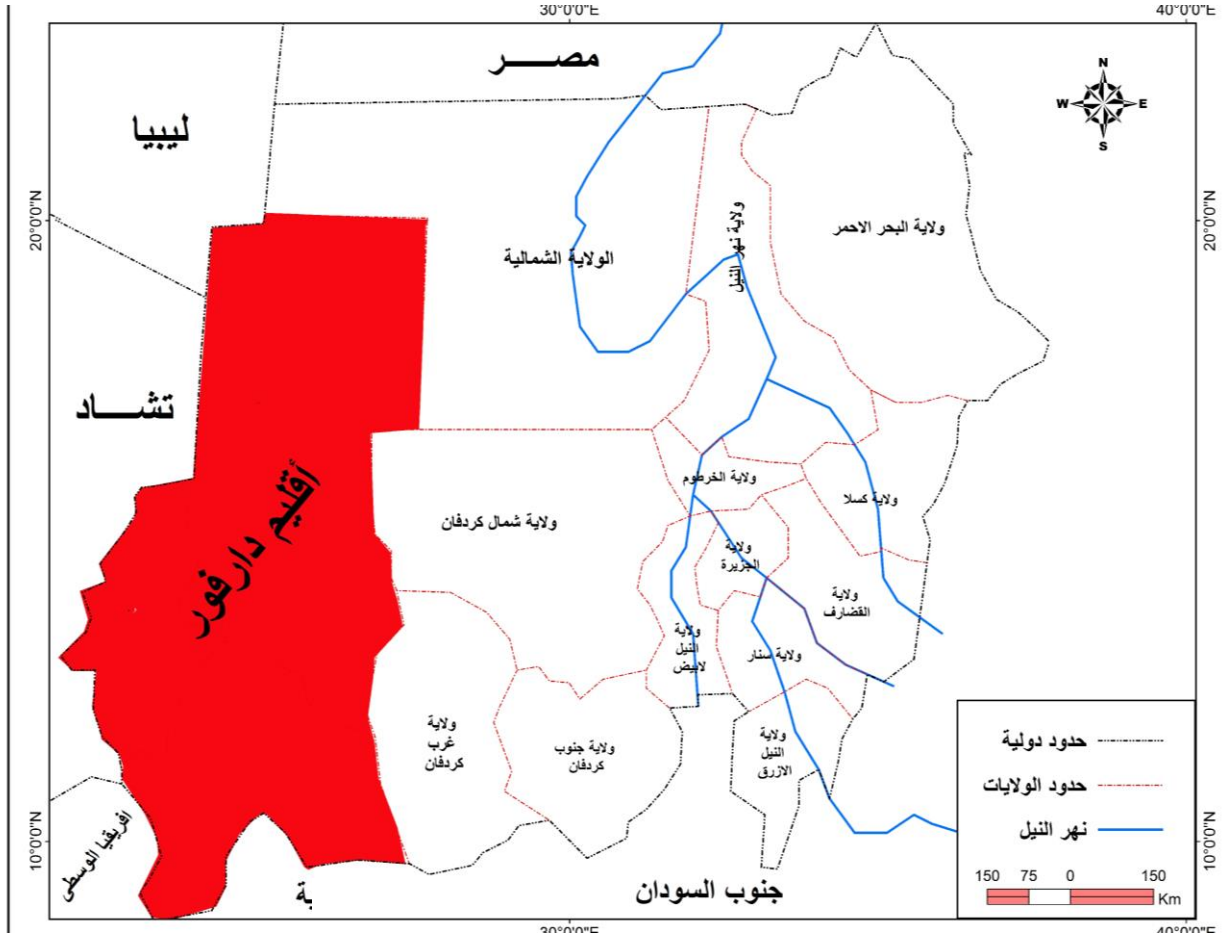 30°0'0"E
40°0'0"E
مصــــر
ليبيا
N
W
E
S
20°0'0"N
20°0'0"N
ولاية البحر الاحمر
ولاية نهر النيل
الولاية الشمالية
تشـــاد
أقليم دارفور
ولاية الخرطوم
ولاية كسلا
ولاية شمال كردفان
ولاية
الجزيرة
ولاية
القضارف
ولاية
النيل
لابيض
ولاية سنار
ولاية
غرب
كردفان
ولاية جنوب
كردفان
ولاية
النيل
الازرق
حدود دولية
حدود الولايات
نهر النيل
10°0'0"N
10°0'0"N
افريقيا الوسطى
جنوب السودان
150 75 0 150
Km
30°0'0"E
40°0'0"E